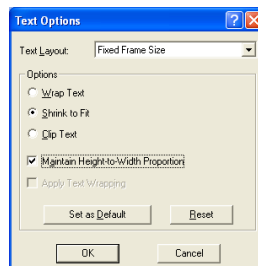 Text Options
Text Layout: Fixed Frame Size
Options
Wrap Text
Shrink to Fit
Clip Text
Maintain Height-to-Width Proportion
Apply Text Wrapping
Set as Default Reset
OK Cancel